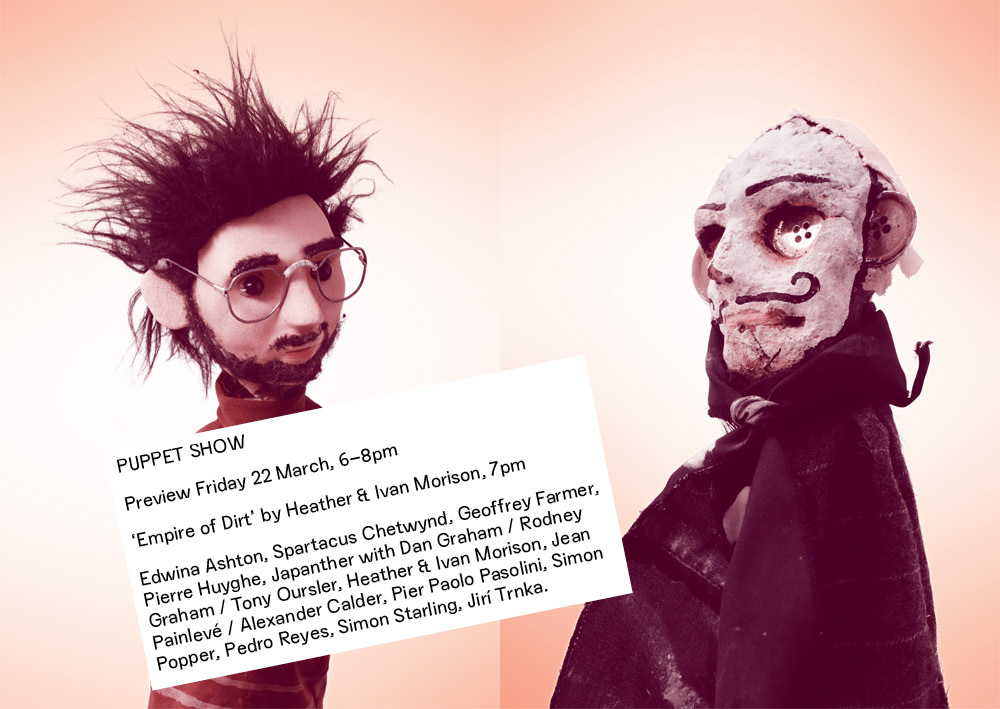 PUPPET SHOW
Preview Friday 22 March, 6–8pm
‘Empire of Dirt’ by Heather & Ivan Morison, 7pm
Edwina Ashton, Spartacus Chetwynd, Geoffrey Farmer,
Pierre Huyghe, Japanther with Dan Graham / Rodney
Graham / Tony Oursler, Heather & Ivan Morison, Jean
Painlevé / Alexander Calder, Pier Paolo Pasolini, Simon
Popper, Pedro Reyes, Simon Starling, Jirí Trnka.